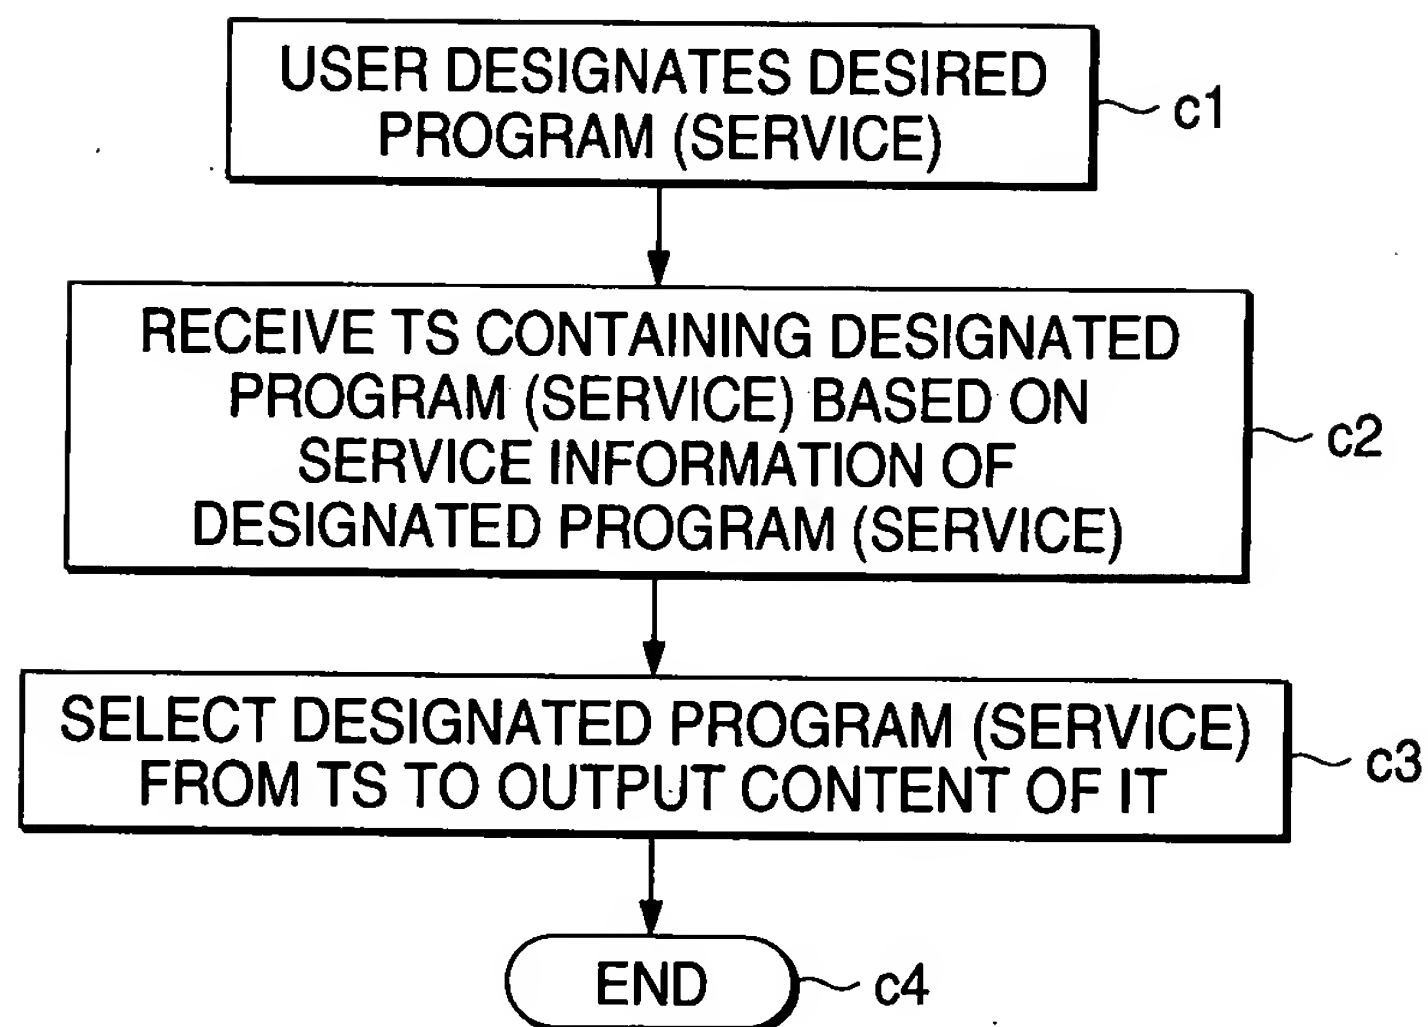 USER DESIGNATES DESIRED
PROGRAM (SERVICE)
c1
RECEIVE TS CONTAINING DESIGNATED
PROGRAM (SERVICE) BASED ON
SERVICE INFORMATION OF
DESIGNATED PROGRAM (SERVICE)
c2
SELECT DESIGNATED PROGRAM (SERVICE)
FROM TS TO OUTPUT CONTENT OF IT
c3
END
c4